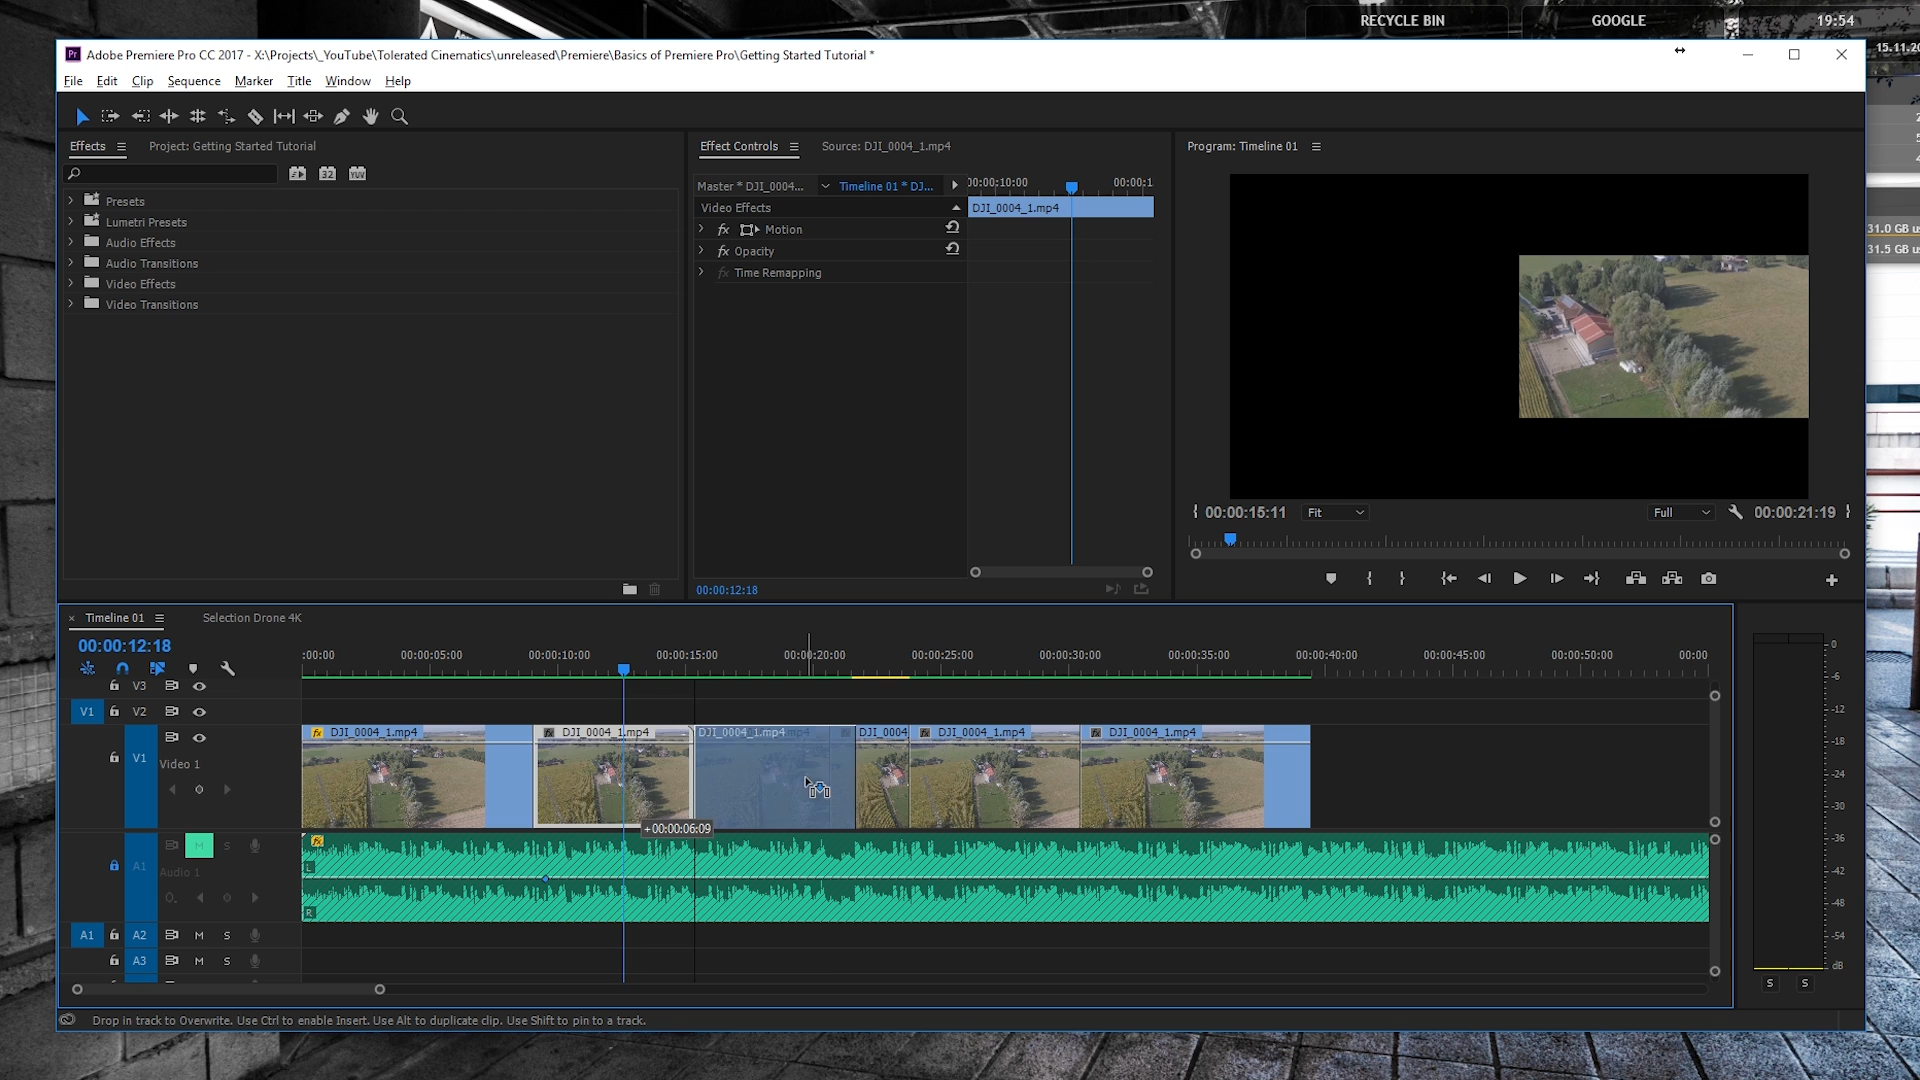 RECYCLE BIN
GOOGLE
19:54
Adobe Premiere Pro CC 2017 - X:\Projects\_YouTube\Tolerated Cinematics\unreleased\Premiere\Basics of Premiere Pro\Getting Started Tutorial *
15.11.20
File Edit Clip Sequence Marker Title Window Help
Effects Project: Getting Started Tutorial
Effect Controls Source: DJI_0004_1.mp4
Program: Timeline 01
32 YUV
Master * DJI_0004... Timeline 01 * DJ...
00:00:10:00 00:00:1
Presets
Lumetri Presets
Audio Effects
Audio Transitions
Video Effects
Video Transitions
Video Effects
DJI_0004_1.mp4
fx Motion
fx Opacity
fx Time Remapping
31.0 GB us
31.5 GB us
00:00:15:11 Fit Full 00:00:21:19
00:00:12:18
Timeline 01 Selection Drone 4K
00:00:12:18
:00:00 00:00:05:00 00:00:10:00 00:00:15:00 00:00:20:00 00:00:25:00 00:00:30:00 00:00:35:00 00:00:40:00 00:00:45:00 00:00:50:00 00:00
V3
V1 V2
fx DJI_0004_1.mp4 fx DJI_0004_1.mp4 DJI_0004_1.mp4 DJI_0004 fx DJI_0004_1.mp4 fx DJI_0004_1.mp4
V1
Video 1
+00:00:06:09
fx
M S
A1
Audio 1
L
R
A1 A2 M S
A3 M S
0
-6
-12
-18
-24
-30
-36
-42
-48
-54
dB
S S
Drop in track to Overwrite. Use Ctrl to enable Insert. Use Alt to duplicate clip. Use Shift to pin to a track.